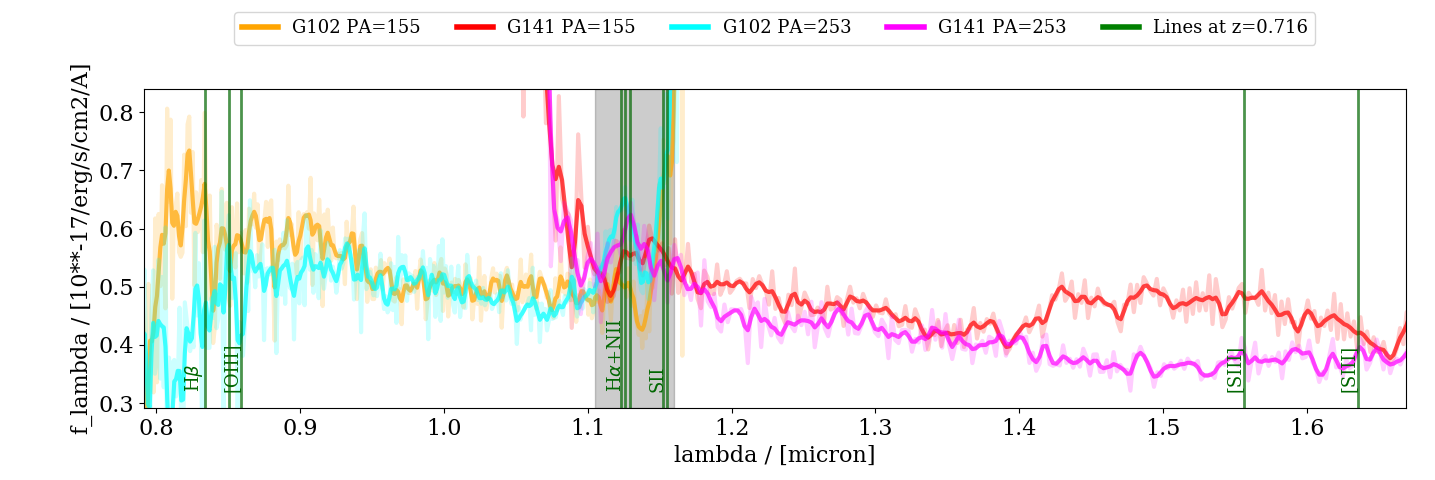 G102 PA=155 G141 PA=155 G102 PA=253 G141 PA=253 Lines at z=0.716
f_lambda / [10**-17/erg/s/cm2/A]
0.8
0.7
0.6
0.5
0.4
0.3
Hβ
[OIII]
Hα+NII
SII
[SIII]
[SIII]
0.8 0.9 1.0 1.1 1.2 1.3 1.4 1.5 1.6
lambda / [micron]